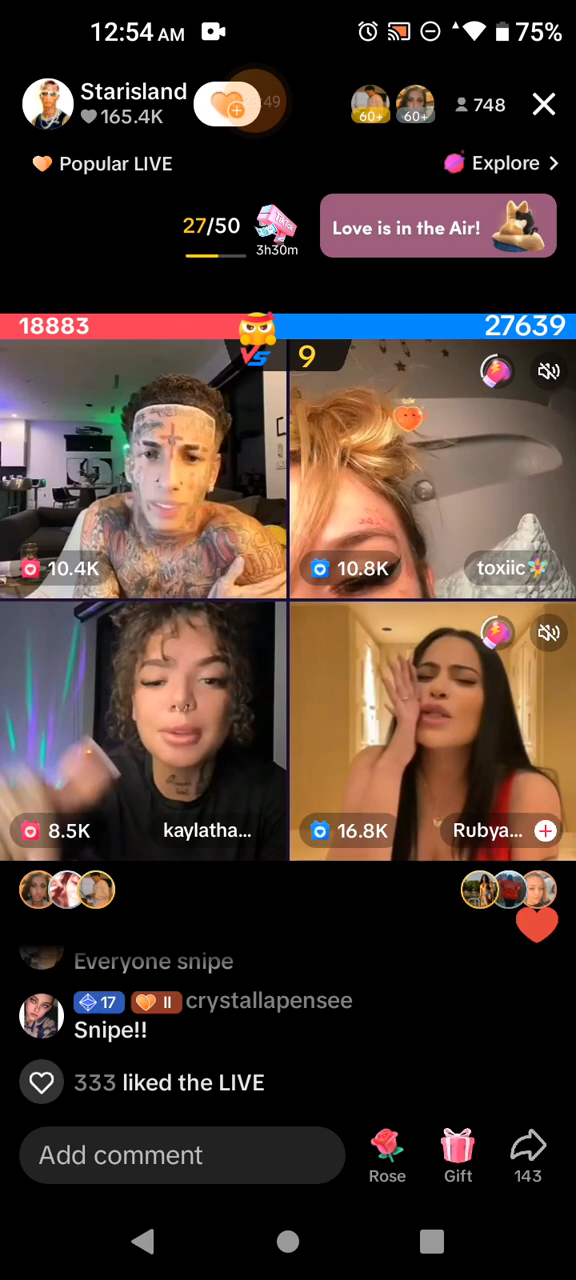 12:54 AM
75%
Starisland
165.4K
60+
60+
748
Popular LIVE
Explore >
27/50
3h30m
Love is in the Air!
18883
27639
VS
9
10.4K
10.8K
toxiic
8.5K
kaylatha...
16.8K
Rubya...
Everyone snipe
17
II
crystallapensee
Snipe!!
333 liked the LIVE
Add comment
Rose
Gift
143